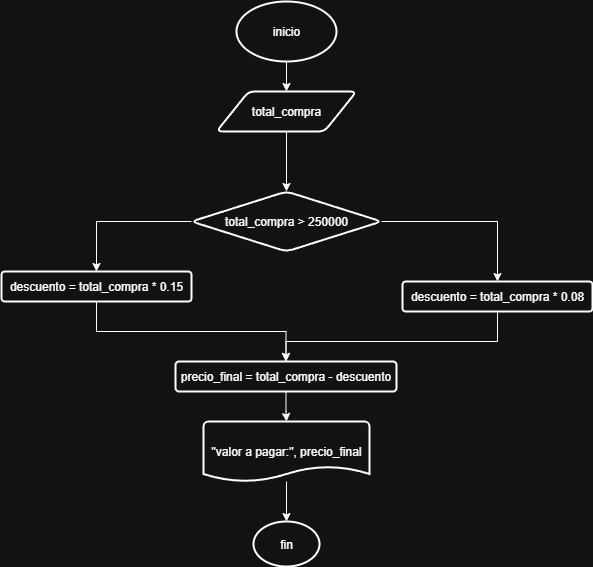 inicio
total_compra
total_compra > 250000
descuento = total_compra * 0.15
descuento = total_compra * 0.08
precio_final = total_compra - descuento
"valor a pagar:", precio_final
fin